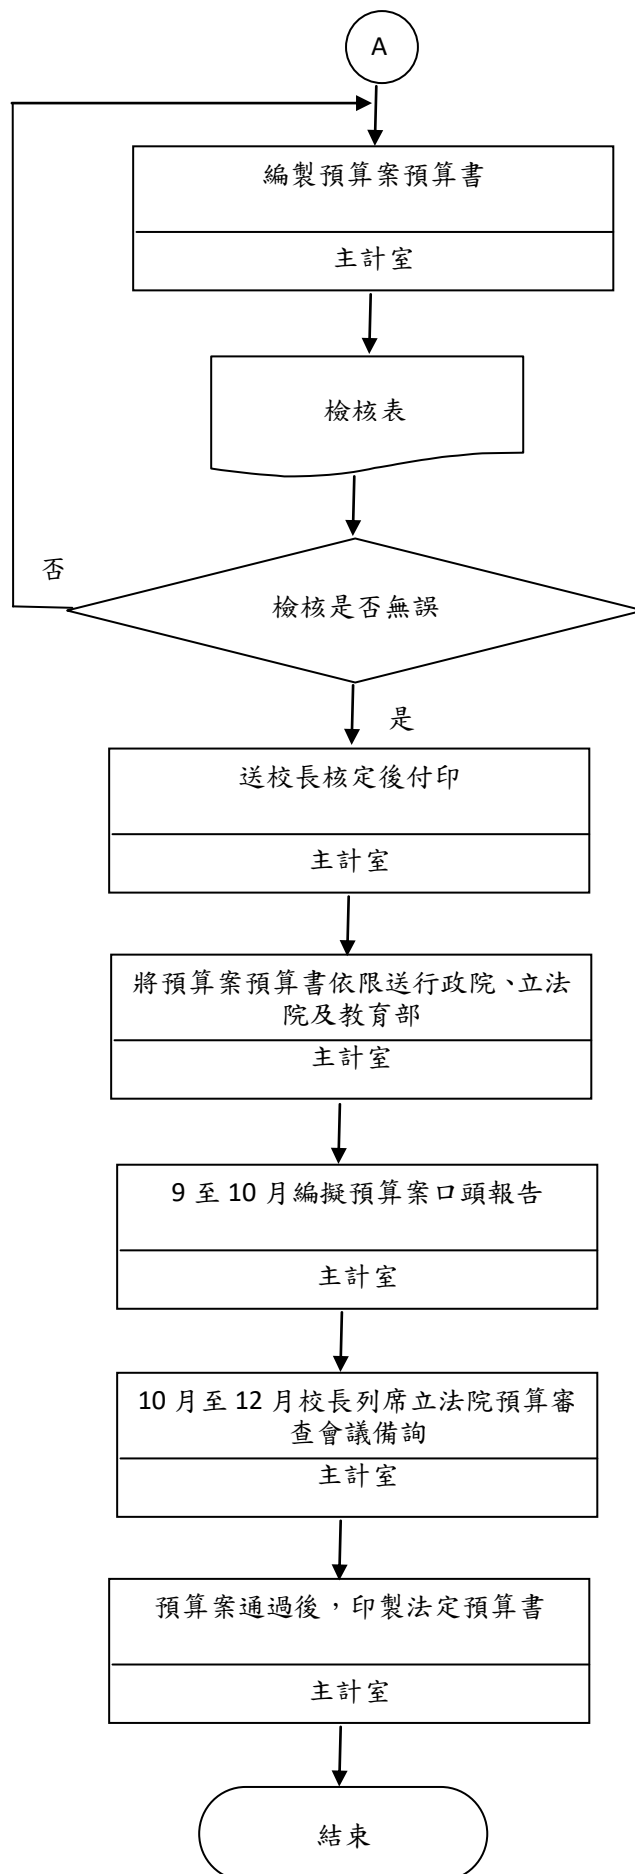 A
編製預算案預算書
主計室
檢核表
否
檢核是否無誤
是
送校長核定後付印
主計室
將預算案預算書依限送行政院、立法
院及教育部
主計室
9 至 10 月編擬預算案口頭報告
主計室
10 月至 12 月校長列席立法院預算審
查會議備詢
主計室
預算案通過後，印製法定預算書
主計室
結束